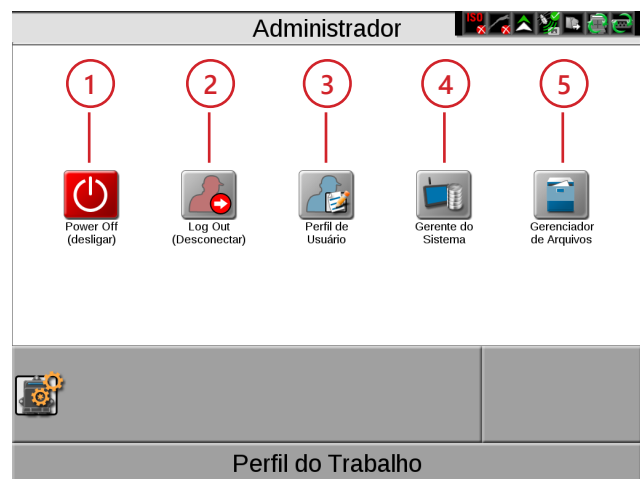 Administrador
ISO
1
2
3
4
5
Power Off
(desligar)
Log Out
(Desconectar)
Perfil de
Usuário
Gerente do
Sistema
Gerenciador
de Arquivos
Perfil do Trabalho